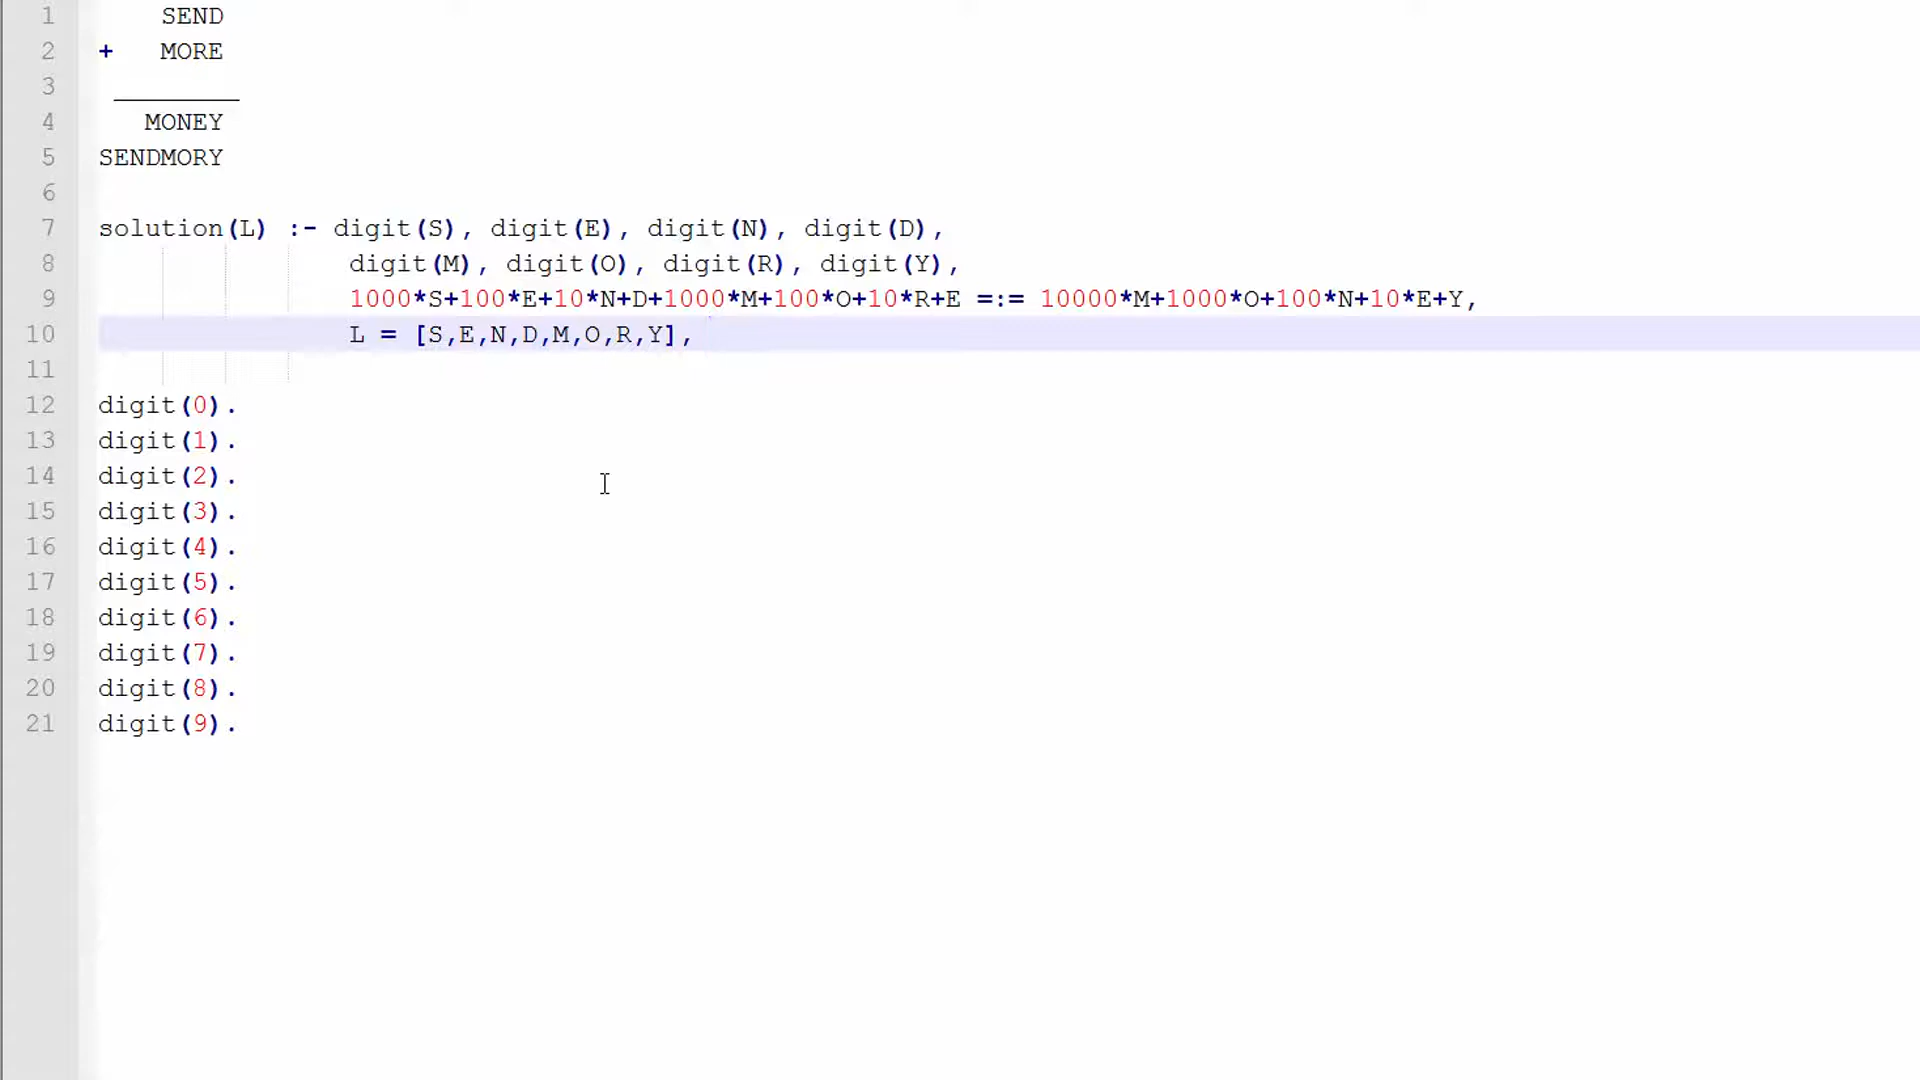 1 SEND
2 + MORE
3 _________
4 MONEY
5 SENDMORY
6
7 solution(L) :- digit(S), digit(E), digit(N), digit(D),
8 digit(M), digit(O), digit(R), digit(Y),
9 1000*S+100*E+10*N+D+1000*M+100*O+10*R+E =:= 10000*M+1000*O+100*N+10*E+Y,
10 L = [S,E,N,D,M,O,R,Y],
11
12 digit(0).
13 digit(1).
14 digit(2).
15 digit(3).
16 digit(4).
17 digit(5).
18 digit(6).
19 digit(7).
20 digit(8).
21 digit(9).